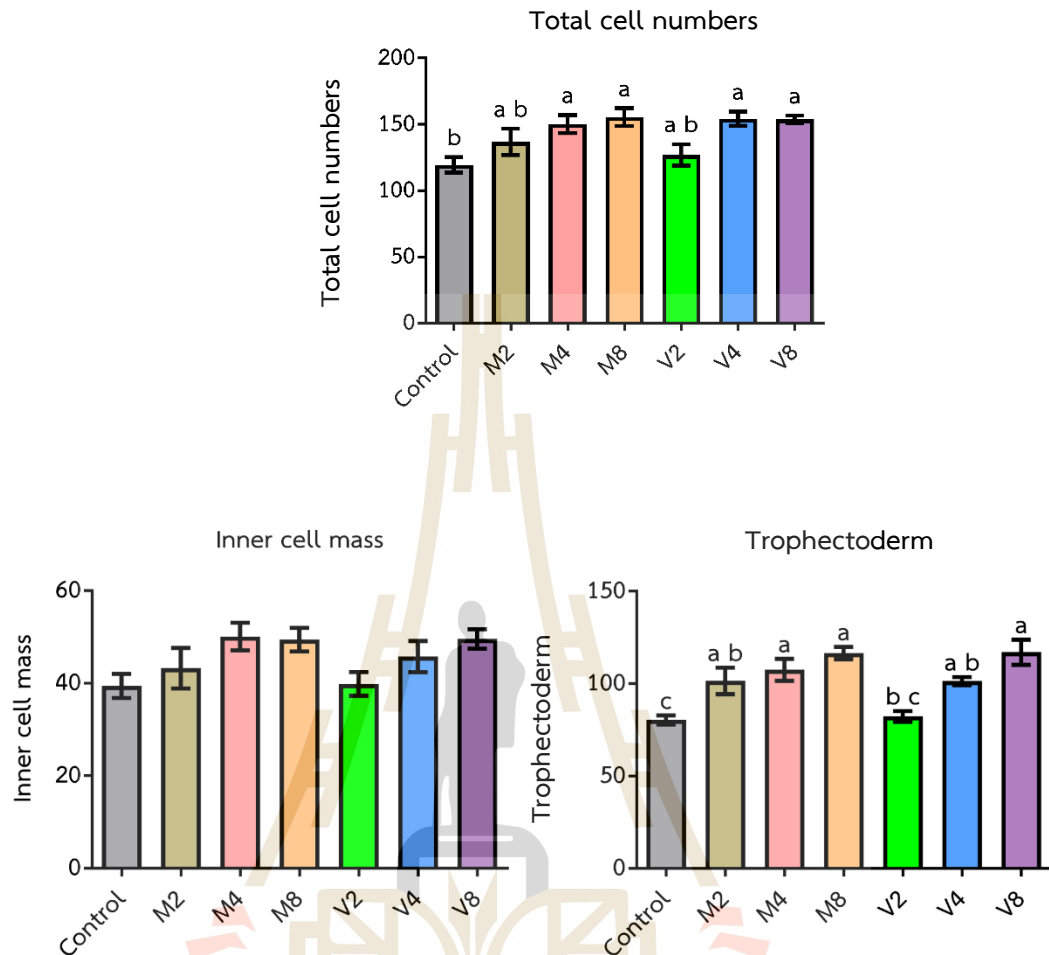 Total cell numbers
Total cell numbers
200
150
100
50
0
b
a b
a
a
a b
a
a
Control
M2
M4
M8
V2
V4
V8
Inner cell mass
Inner cell mass
60
40
20
0
Control
M2
M4
M8
V2
V4
V8
Trophectoderm
Trophectoderm
150
100
50
0
c
a b
a
a
b c
a b
a
Control
M2
M4
M8
V2
V4
V8